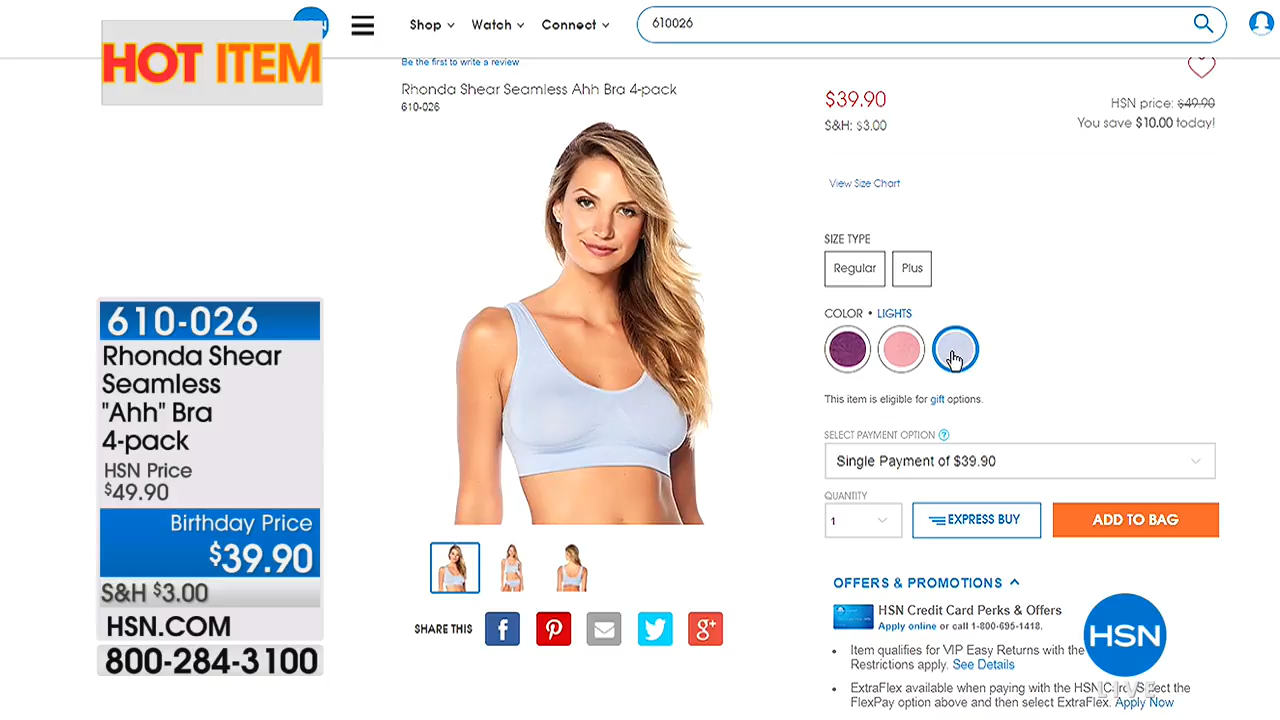 Shop
Watch
Connect
610026
HOT ITEM
Be the first to write a review
Rhonda Shear Seamless Ahh Bra 4-pack
610-026
$39.90
HSN price: $49.90
S&H: $3.00
You save $10.00 today!
View Size Chart
SIZE TYPE
Regular
Plus
COLOR • LIGHTS
This item is eligible for gift options.
SELECT PAYMENT OPTION ?
Single Payment of $39.90
QUANTITY
1
EXPRESS BUY
ADD TO BAG
OFFERS & PROMOTIONS
HSN Credit Card Perks & Offers
Apply online or call 1-800-695-1418.
• Item qualifies for VIP Easy Returns with the
Restrictions apply. See Details
• ExtraFlex available when paying with the HSN Card. Select the
FlexPay option above and then select ExtraFlex. Apply Now
SHARE THIS
610-026
Rhonda Shear
Seamless
"Ahh" Bra
4-pack
HSN Price
$49.90
Birthday Price
$39.90
S&H $3.00
HSN.COM
800-284-3100
HSN
LIVE